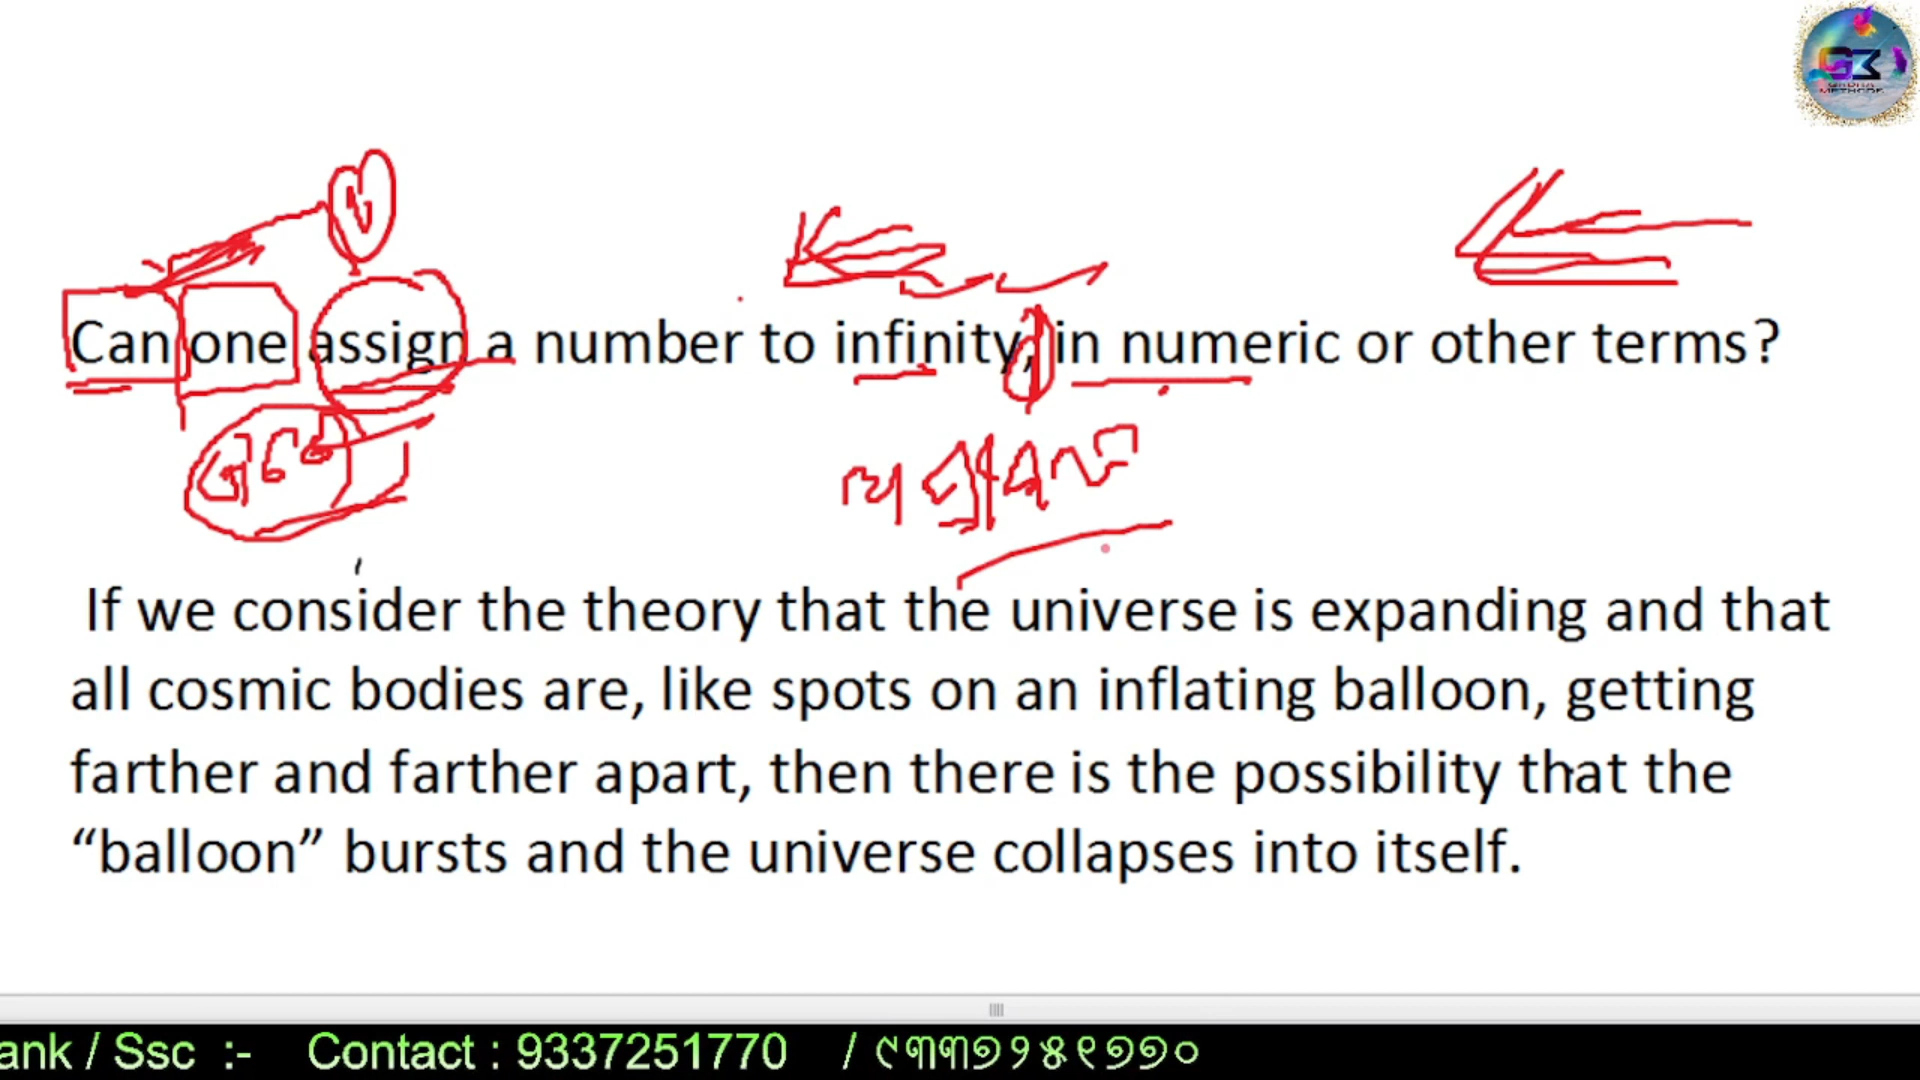 Can one assign a number to infinity, in numeric or other terms?
If we consider the theory that the universe is expanding and that
all cosmic bodies are, like spots on an inflating balloon, getting
farther and farther apart, then there is the possibility that the
“balloon” bursts and the universe collapses into itself.
ank / Ssc :- Contact : 9337251770 / ୯୩୩୭୨୫୧୭୭୦